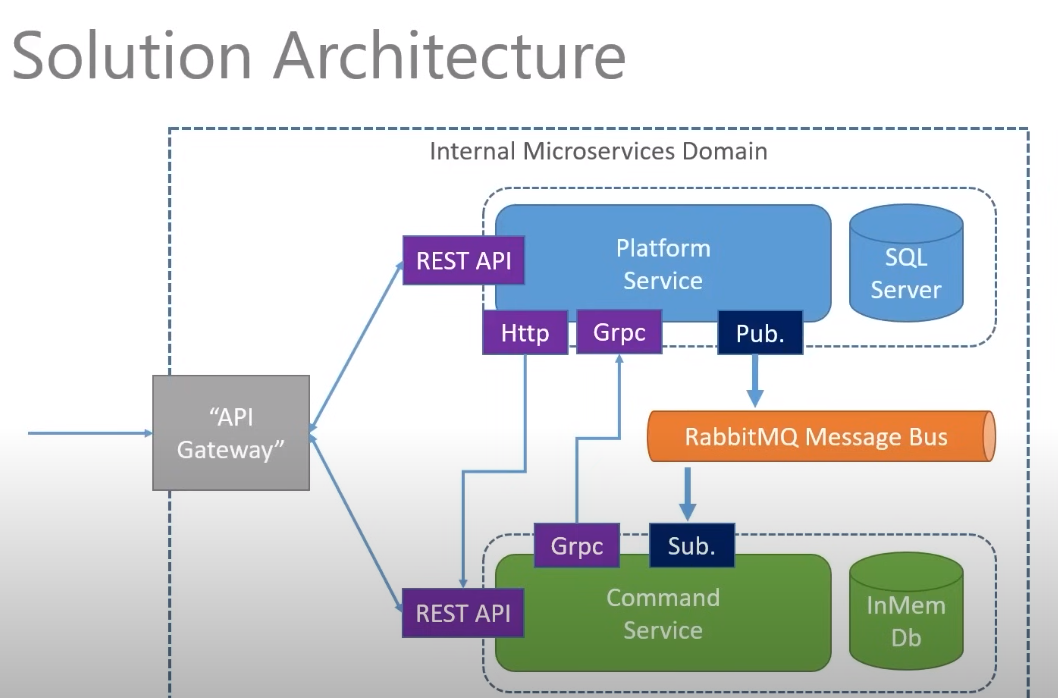 Solution Architecture
Internal Microservices Domain
REST API
Platform
Service
SQL
Server
Http
Grpc
Pub.
“API
Gateway”
RabbitMQ Message Bus
Grpc
Sub.
REST API
Command
Service
InMem
Db